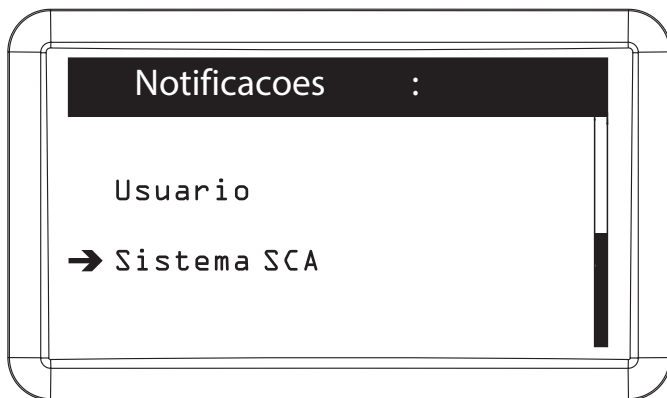 Notificacoes :
Usuario
➔ Sistema SCA